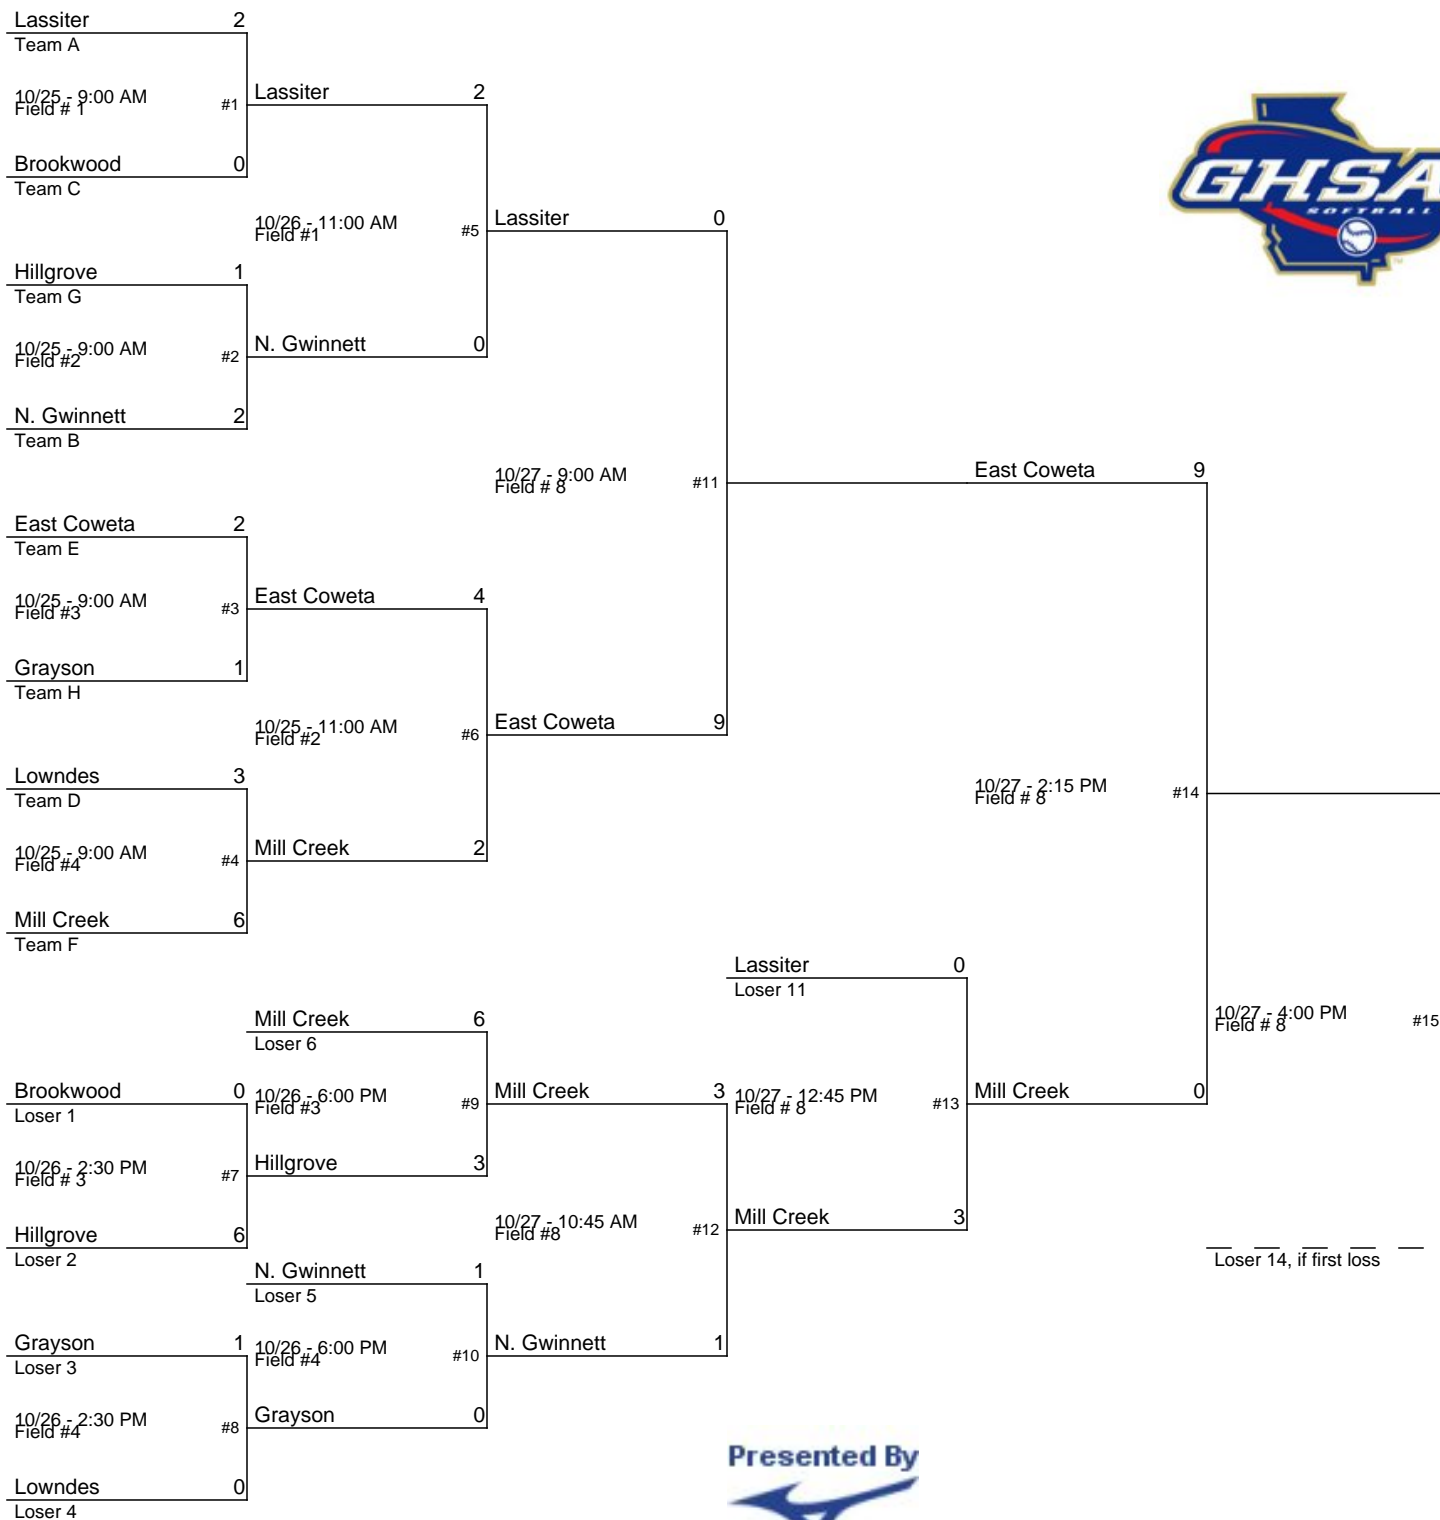 Lassiter 2
Team A
10/25 - 9:00 AM
Field # 1
#1
Brookwood 0
Team C
Lassiter 2
10/26 - 11:00 AM
Field #1
#5
Hillgrove 1
Team G
10/25 - 9:00 AM
Field #2
#2
N. Gwinnett 2
Team B
N. Gwinnett 0
Lassiter 0
10/27 - 9:00 AM
Field # 8
#11
East Coweta 2
Team E
10/25 - 9:00 AM
Field #3
#3
Grayson 1
Team H
East Coweta 4
10/25 - 11:00 AM
Field #2
#6
Lowndes 3
Team D
10/25 - 9:00 AM
Field #4
#4
Mill Creek 6
Team F
Mill Creek 2
East Coweta 9
East Coweta 9
10/27 - 2:15 PM
Field # 8
#14
Mill Creek 0
Lassiter 0
Loser 11
10/27 - 12:45 PM
Field # 8
#13
Mill Creek 3
Mill Creek 6
Loser 6
10/26 - 6:00 PM
Field #3
#9
Hillgrove 3
Brookwood 0
Loser 1
10/26 - 2:30 PM
Field # 3
#7
Hillgrove 6
Loser 2
Mill Creek 3
10/27 - 10:45 AM
Field #8
#12
N. Gwinnett 1
N. Gwinnett 1
Loser 5
10/26 - 6:00 PM
Field #4
#10
Grayson 0
Grayson 1
Loser 3
10/26 - 2:30 PM
Field #4
#8
Lowndes 0
Loser 4
10/27 - 4:00 PM
Field # 8
#15
Loser 14, if first loss
GHSA
SOFTBALL
TM
Presented By